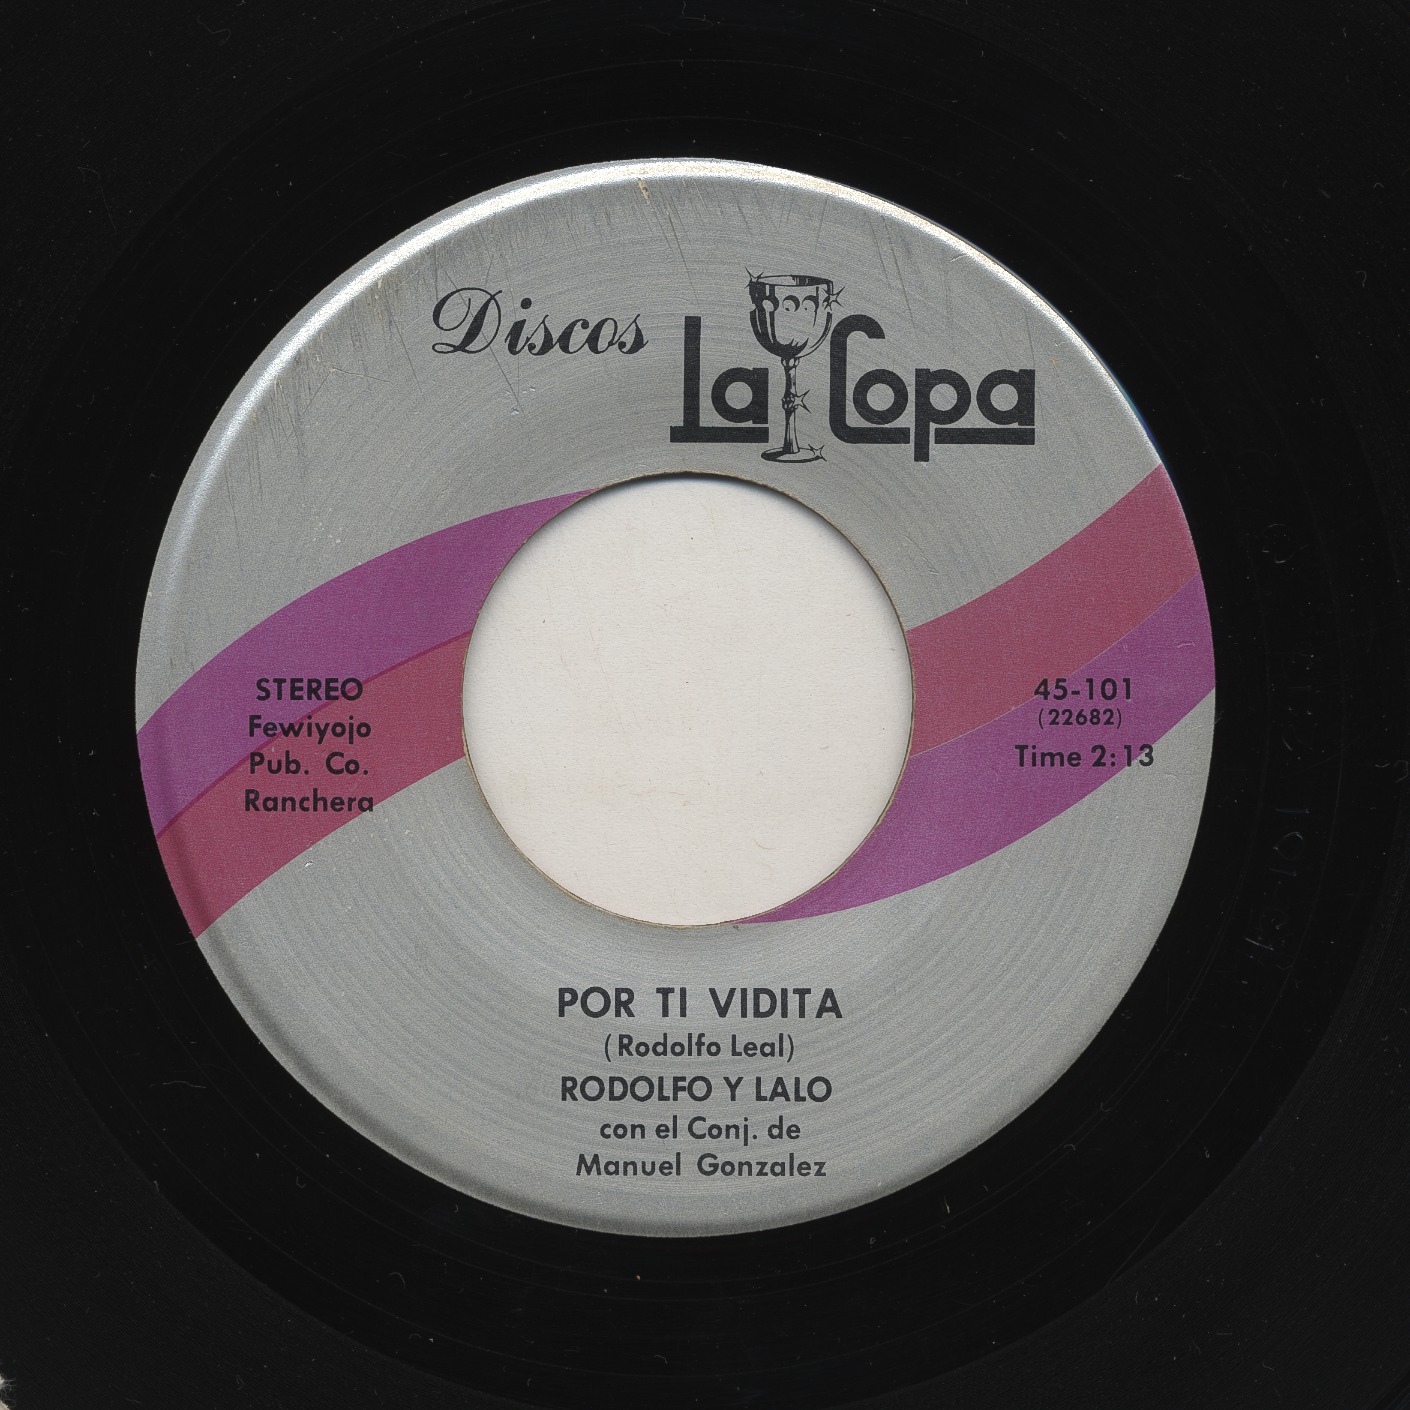 Discos La Copa
STEREO
Fewiyojo
Pub. Co.
Ranchera
45-101
(22682)
Time 2:13
POR TI VIDITA
(Rodolfo Leal)
RODOLFO Y LALO
con el Conj. de
Manuel Gonzalez